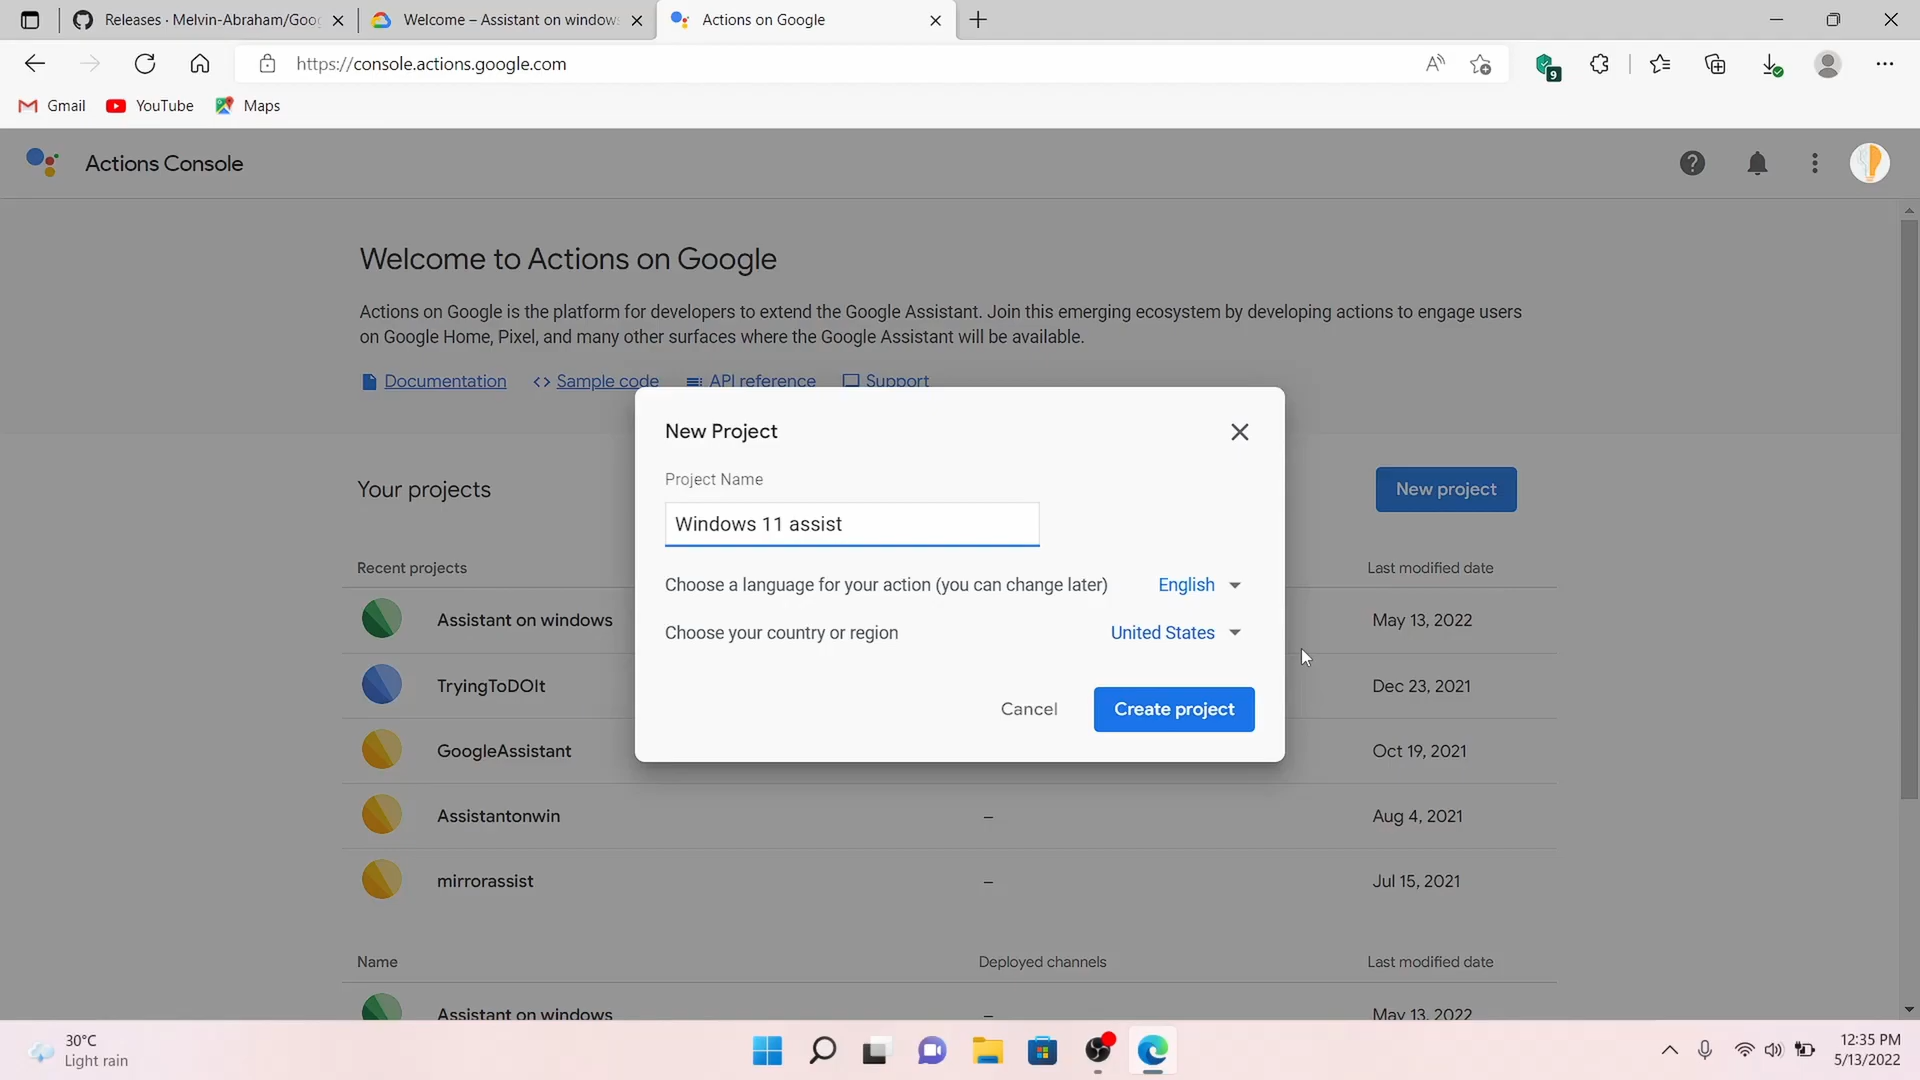 Releases · Melvin-Abraham/Goog
Welcome – Assistant on windows
Actions on Google
https://console.actions.google.com
9
Gmail
YouTube
Maps
Actions Console
Welcome to Actions on Google
Actions on Google is the platform for developers to extend the Google Assistant. Join this emerging ecosystem by developing actions to engage users
on Google Home, Pixel, and many other surfaces where the Google Assistant will be available.
Documentation
Sample code
API reference
Support
New Project
Project Name
Windows 11 assist
Choose a language for your action (you can change later)
English
Choose your country or region
United States
Cancel
Create project
Your projects
New project
Recent projects
Last modified date
Assistant on windows
May 13, 2022
TryingToDOIt
Dec 23, 2021
GoogleAssistant
Oct 19, 2021
Assistantonwin
–
Aug 4, 2021
mirrorassist
–
Jul 15, 2021
Name
Deployed channels
Last modified date
Assistant on windows
–
May 13, 2022
30°C
Light rain
12:35 PM
5/13/2022